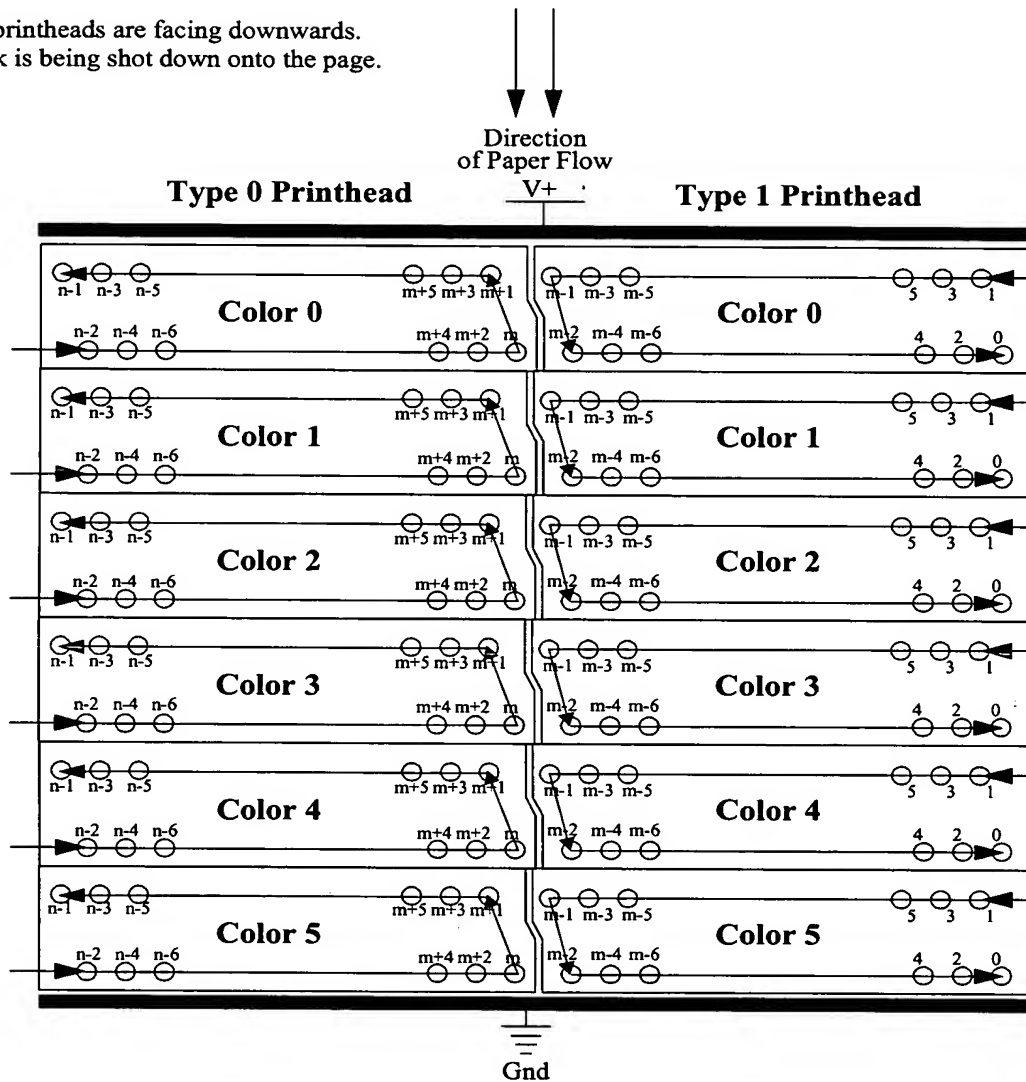 printheads are facing downwards.
k is being shot down onto the page.
Direction
of Paper Flow
V+
Type 0 Printhead
Type 1 Printhead
n-1 n-3 n-5
m+5 m+3 m+1
m-1 m-3 m-5
5 3 1
Color 0
Color 0
n-2 n-4 n-6
m+4 m+2 m
m-2 m-4 m-6
4 2 0
n-1 n-3 n-5
m+5 m+3 m+1
m-1 m-3 m-5
5 3 1
Color 1
Color 1
n-2 n-4 n-6
m+4 m+2 m
m-2 m-4 m-6
4 2 0
n-1 n-3 n-5
m+5 m+3 m+1
m-1 m-3 m-5
5 3 1
Color 2
Color 2
n-2 n-4 n-6
m+4 m+2 m
m-2 m-4 m-6
4 2 0
n-1 n-3 n-5
m+5 m+3 m+1
m-1 m-3 m-5
5 3 1
Color 3
Color 3
n-2 n-4 n-6
m+4 m+2 m
m-2 m-4 m-6
4 2 0
n-1 n-3 n-5
m+5 m+3 m+1
m-1 m-3 m-5
5 3 1
Color 4
Color 4
n-2 n-4 n-6
m+4 m+2 m
m-2 m-4 m-6
4 2 0
n-1 n-3 n-5
m+5 m+3 m+1
m-1 m-3 m-5
5 3 1
Color 5
Color 5
n-2 n-4 n-6
m+4 m+2 m
m-2 m-4 m-6
4 2 0
Gnd